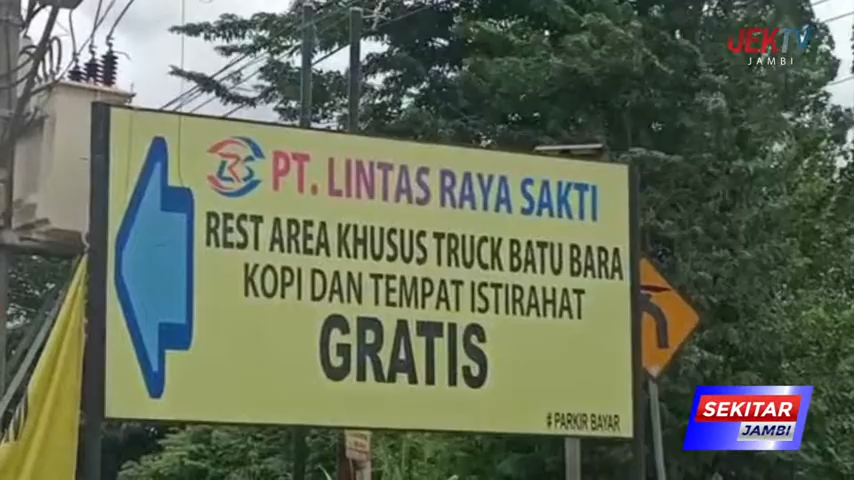 JEKTV
JAMBI
LRS PT. LINTAS RAYA SAKTI
REST AREA KHUSUS TRUCK BATU BARA
KOPI DAN TEMPAT ISTIRAHAT
GRATIS
# PARKIR BAYAR
SEKITAR
JAMBI